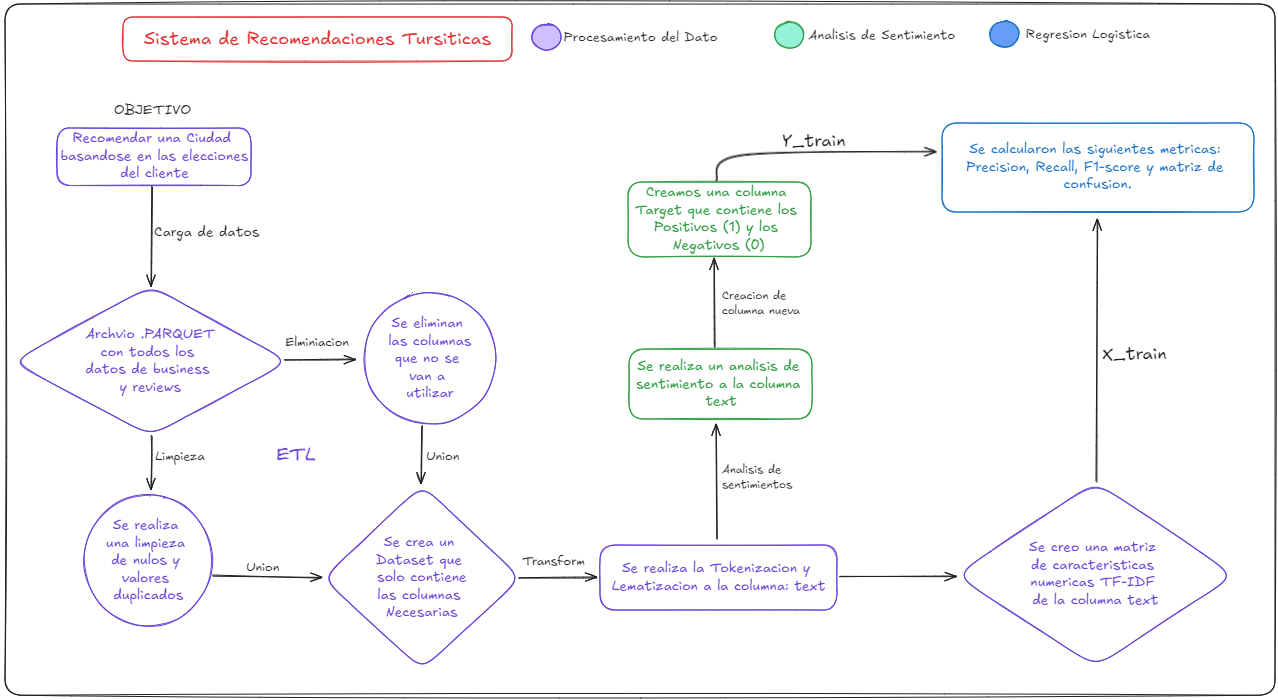 Sistema de Recomendaciones Tursiticas
Procesamiento del Dato
Analisis de Sentimiento
Regresion Logistica
OBJETIVO
Recomendar una Ciudad
basandose en las elecciones
del cliente
Carga de datos
Archvio .PARQUET
con todos los
datos de business
y reviews
Elminiacion
Se eliminan
las columnas
que no se
van a
utilizar
Limpieza
ETL
Union
Se realiza
una limpieza
de nulos y
valores
duplicados
Union
Se crea un
Dataset que
solo contiene
las columnas
Necesarias
Transform
Se realiza la Tokenizacion y
Lematizacion a la columna: text
Analisis de
sentimientos
Se realiza un analisis de
sentimiento a la columna
text
Creacion de
columna nueva
Creamos una columna
Target que contiene los
Positivos (1) y los
Negativos (0)
Y_train
Se calcularon las siguientes metricas:
Precision, Recall, F1-score y matriz de
confusion.
X_train
Se creo una matriz
de caracteristicas
numericas TF-IDF
de la columna text